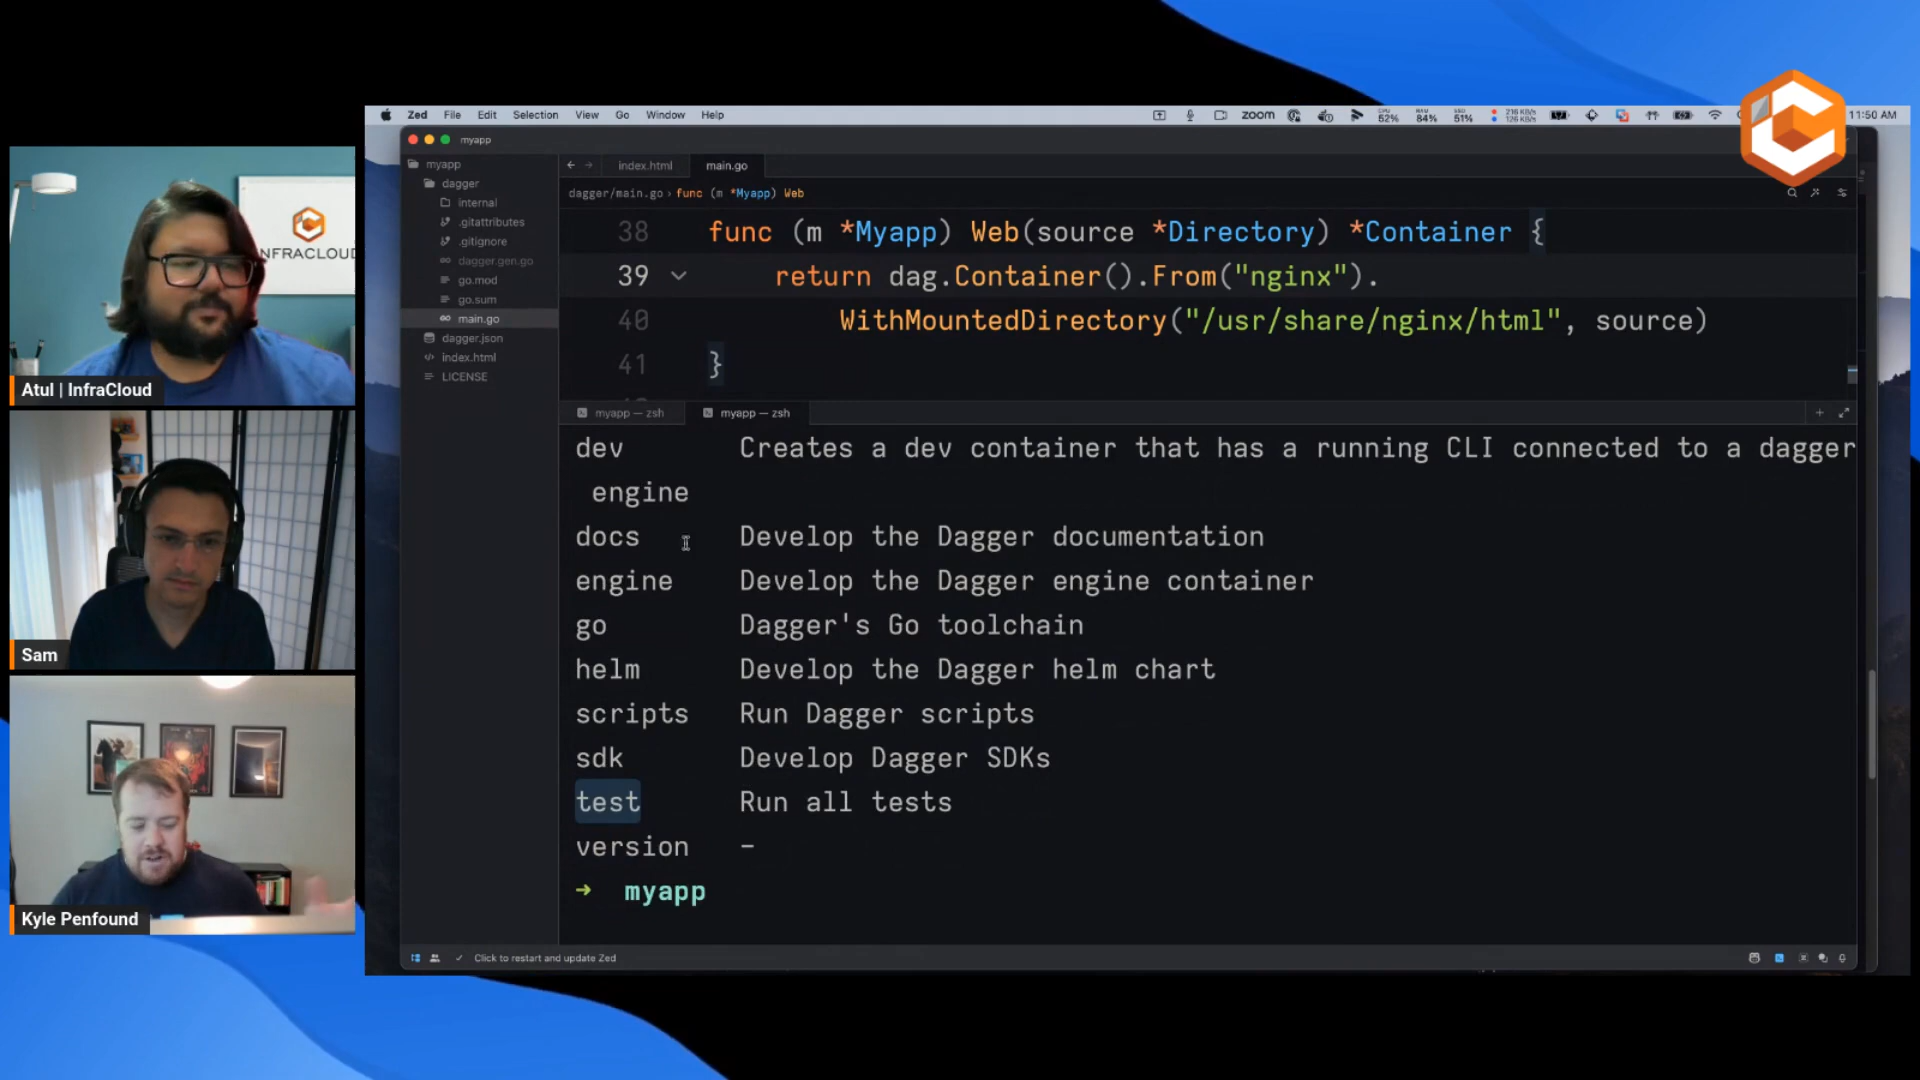 Zed File Edit Selection View Go Window Help
zoom 52% 84% 51% 11:50 AM
myapp
myapp
dagger
internal
.gitattributes
.gitignore
dagger.gen.go
go.mod
go.sum
main.go
dagger.json
index.html
LICENSE
index.html main.go
dagger/main.go › func (m *Myapp) Web
38 func (m *Myapp) Web(source *Directory) *Container {
39 return dag.Container().From("nginx").
40 WithMountedDirectory("/usr/share/nginx/html", source)
41 }
myapp — zsh myapp — zsh
dev Creates a dev container that has a running CLI connected to a dagger
engine
docs Develop the Dagger documentation
engine Develop the Dagger engine container
go Dagger's Go toolchain
helm Develop the Dagger helm chart
scripts Run Dagger scripts
sdk Develop Dagger SDKs
test Run all tests
version -
→ myapp
Click to restart and update Zed
NFRACLOUD
Atul | InfraCloud
Sam
Kyle Penfound